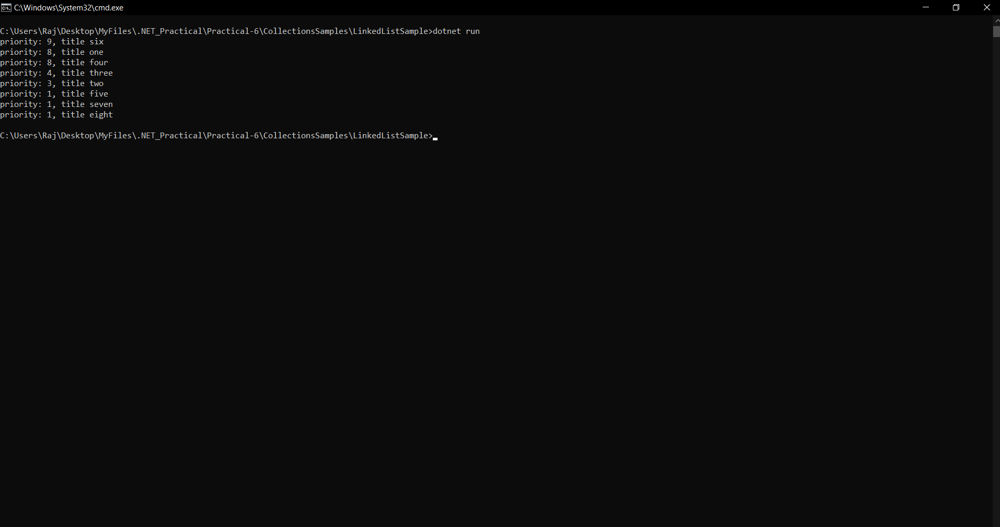 C:\Windows\System32\cmd.exe
C:\Users\Raj\Desktop\MyFiles\.NET_Practical\Practical-6\CollectionsSamples\LinkedListSample>dotnet run
priority: 9, title six
priority: 8, title one
priority: 8, title four
priority: 4, title three
priority: 3, title two
priority: 1, title five
priority: 1, title seven
priority: 1, title eight
C:\Users\Raj\Desktop\MyFiles\.NET_Practical\Practical-6\CollectionsSamples\LinkedListSample>